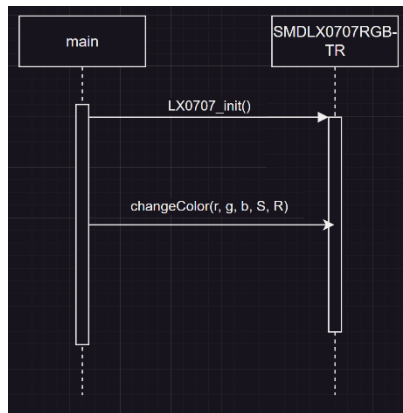 main
SMDLX0707RGB-
TR
LX0707_init()
changeColor(r, g, b, S, R)